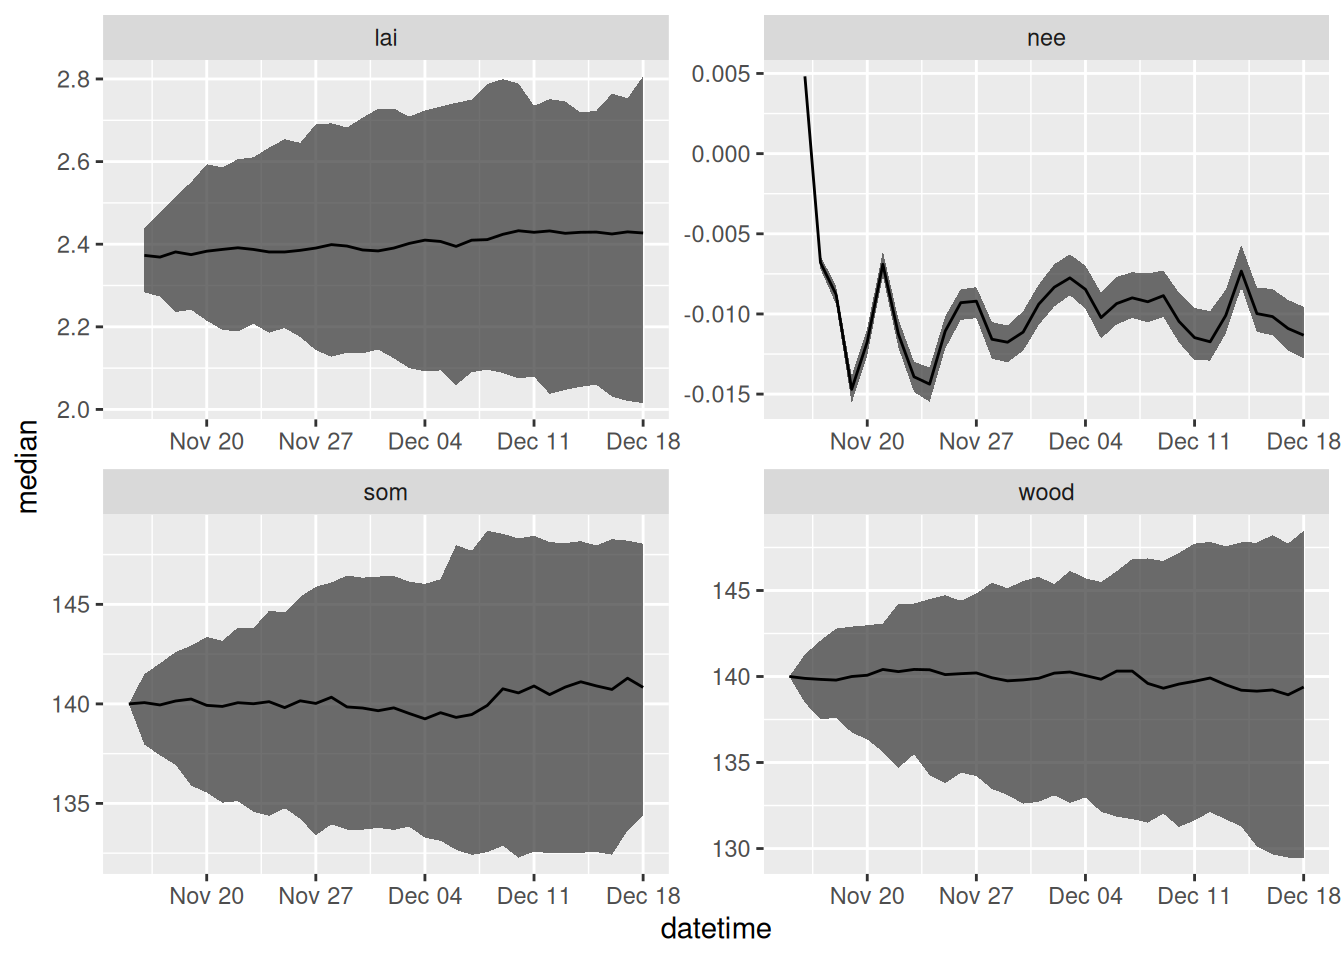 lai
nee
2.8
2.6
2.4
2.2
2.0
0.005
0.000
-0.005
-0.010
-0.015
Nov 20 Nov 27 Dec 04 Dec 11 Dec 18
Nov 20 Nov 27 Dec 04 Dec 11 Dec 18
median
som
wood
145
140
135
145
140
135
130
Nov 20 Nov 27 Dec 04 Dec 11 Dec 18
Nov 20 Nov 27 Dec 04 Dec 11 Dec 18
datetime